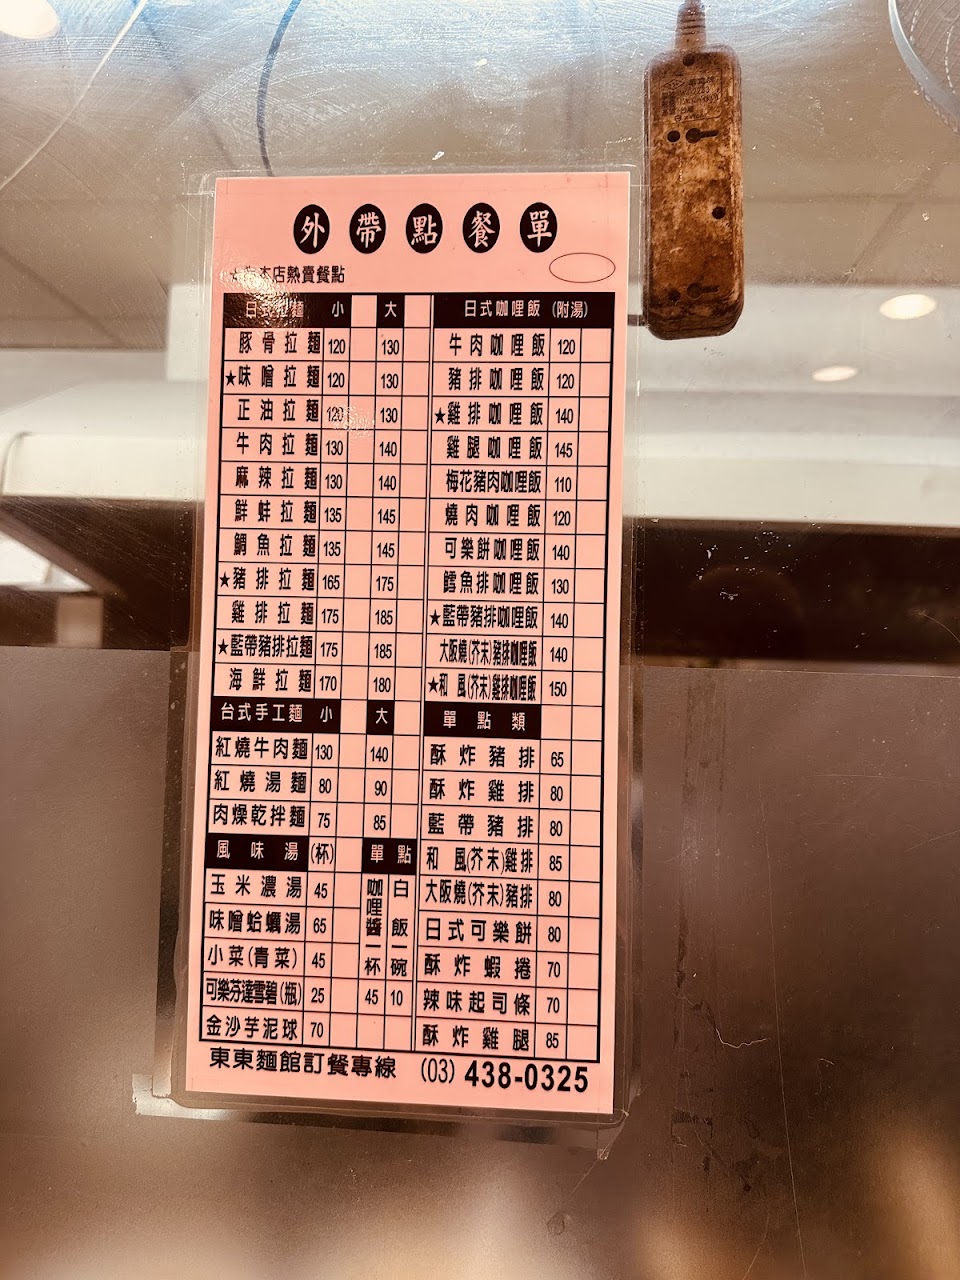 外帶點餐單
本店熱賣餐點
日式拉麵 小 大
豚骨拉麵 120 130
★味噌拉麵 120 130
正油拉麵 120 130
牛肉拉麵 130 140
麻辣拉麵 130 140
鮮蚌拉麵 135 145
鯛魚拉麵 135 145
★豬排拉麵 165 175
雞排拉麵 175 185
★藍帶豬排拉麵 175 185
海鮮拉麵 170 180
台式手工麵 小 大
紅燒牛肉麵 130 140
紅燒湯麵 80 90
肉燥乾拌麵 75 85
風味湯 (杯)
玉米濃湯 45
味噌蛤蠣湯 65
小菜(青菜) 45
可樂芬達雪碧(瓶) 25
金沙芋泥球 70
單點
咖哩醬一杯 45
白飯一碗 10
日式咖哩飯 (附湯)
牛肉咖哩飯 120
豬排咖哩飯 120
★雞排咖哩飯 140
雞腿咖哩飯 145
梅花豬肉咖哩飯 110
燒肉咖哩飯 120
可樂餅咖哩飯 140
鱈魚排咖哩飯 130
★藍帶豬排咖哩飯 140
大阪燒(芥末)豬排咖哩飯 140
★和風(芥末)雞排咖哩飯 150
單點類
酥炸豬排 65
酥炸雞排 80
藍帶豬排 80
和風(芥末)雞排 85
大阪燒(芥末)豬排 80
日式可樂餅 80
酥炸蝦捲 70
辣味起司條 70
酥炸雞腿 85
東東麵館訂餐專線 (03) 438-0325